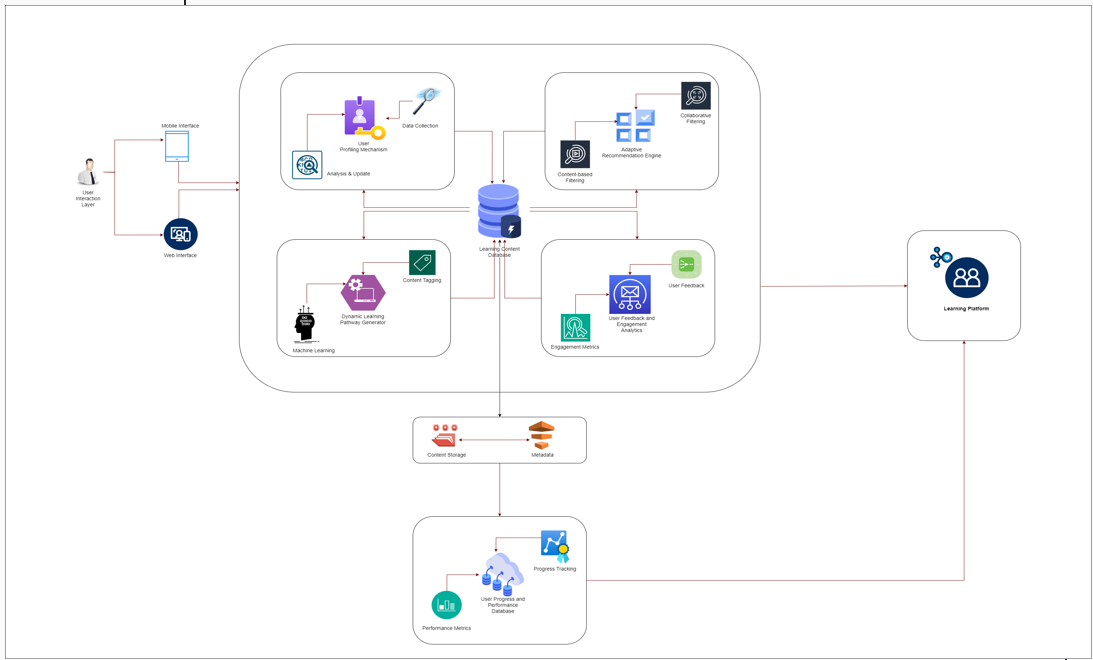 Mobile Interface
User
Interaction
Layer
Web Interface
Data Collection
User
Profiling Mechanism
Analysis & Update
Collaborative
Filtering
Adaptive
Recommendation Engine
Content-based
Filtering
Learning Content
Database
Content Tagging
Dynamic Learning
Pathway Generator
Machine Learning
User Feedback
User Feedback and
Engagement
Analytics
Engagement Metrics
Learning Platform
Content Storage
Metadata
Progress Tracking
User Progress and
Performance
Database
Performance Metrics